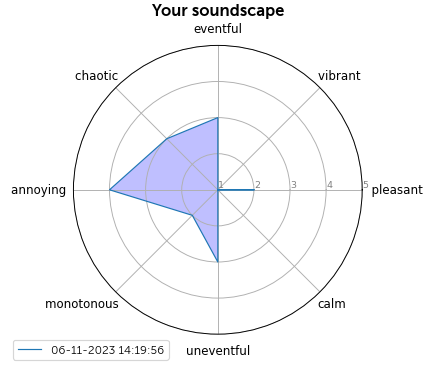 Your soundscape
eventful
chaotic
vibrant
annoying
1
2
3
4
5
pleasant
monotonous
calm
uneventful
06-11-2023 14:19:56